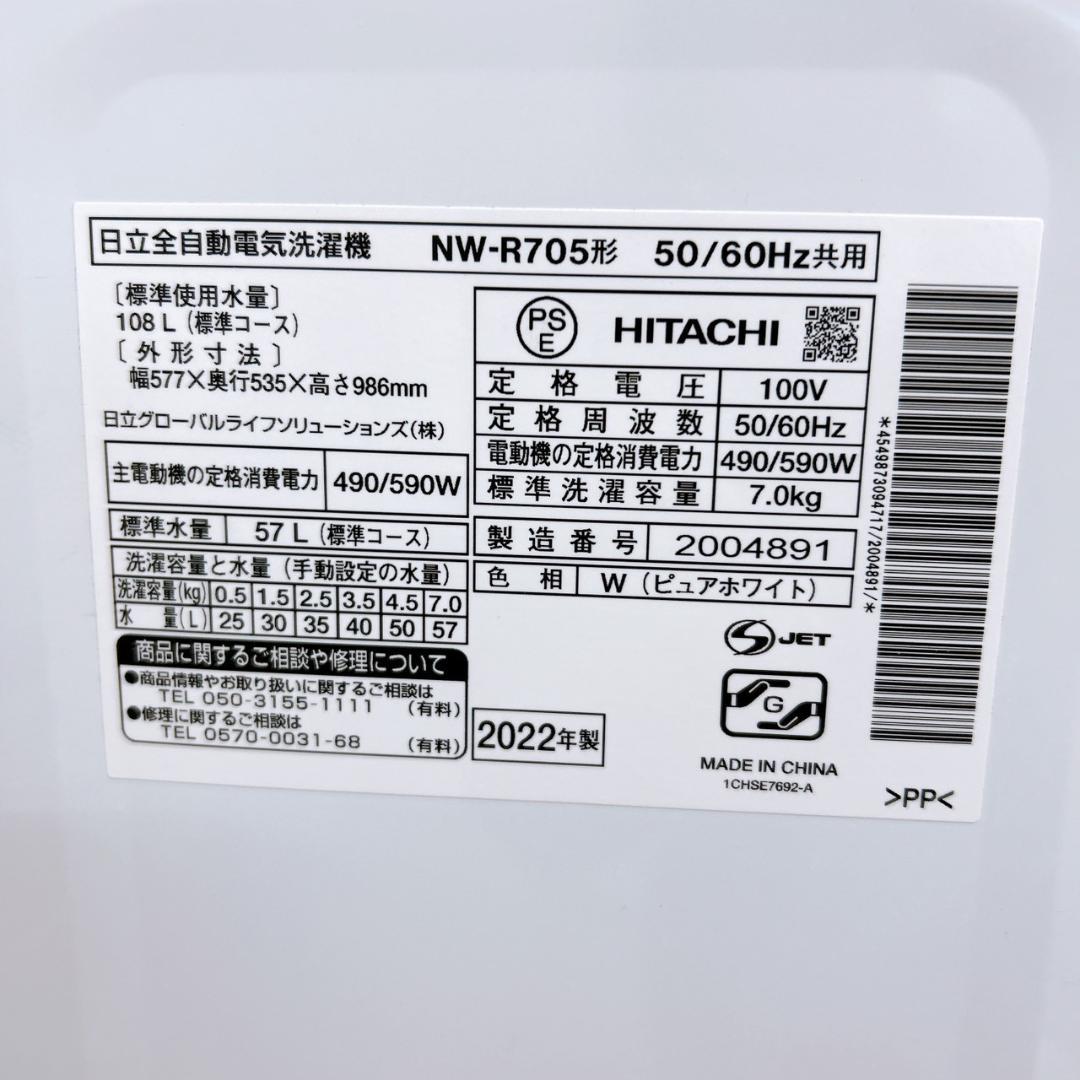 日立全自動電気洗濯機 NW-R705形 50/60Hz共用
〔標準使用水量〕
108 L (標準コース)
〔外形寸法〕
幅577×奥行535×高さ986mm
日立グローバルライフソリューションズ(株)
主電動機の定格消費電力 490/590W
標準水量 57 L (標準コース)
洗濯容量と水量 (手動設定の水量)
洗濯容量(kg) 0.5 1.5 2.5 3.5 4.5 7.0
水量(L) 25 30 35 40 50 57
商品に関するご相談や修理について
●商品情報やお取り扱いに関するご相談は
TEL 050-3155-1111 (有料)
●修理に関するご相談は
TEL 0570-0031-68 (有料)
PS
E
HITACHI
定格電圧 100V
定格周波数 50/60Hz
電動機の定格消費電力 490/590W
標準洗濯容量 7.0kg
製造番号 2004891
色相 W (ピュアホワイト)
S JET
G
2022年製
MADE IN CHINA
1CHSE7692-A
*4549873094717/2004891/*
>PP<